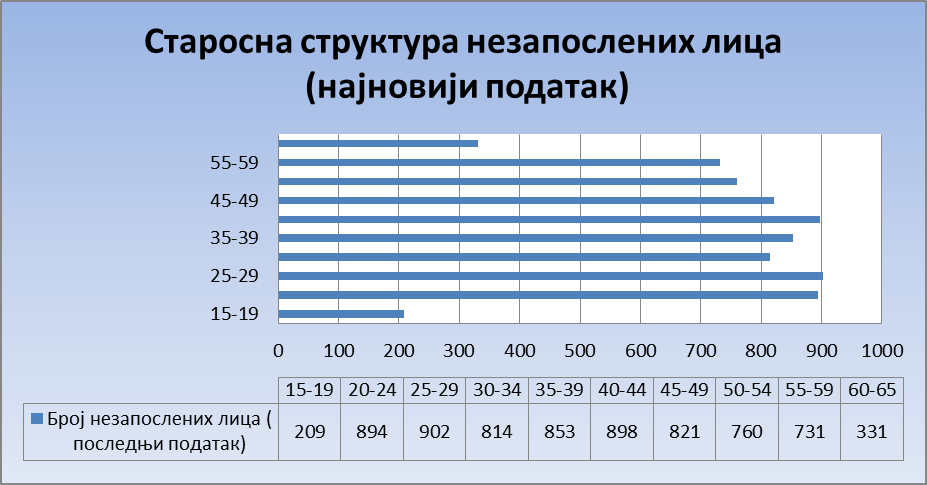 Старосна структура незапослених лица
(најновији податак)
55-59
45-49
35-39
25-29
15-19
0 100 200 300 400 500 600 700 800 900 1000
15-19 20-24 25-29 30-34 35-39 40-44 45-49 50-54 55-59 60-65
Број незапослених лица (
последњи податак)
209 894 902 814 853 898 821 760 731 331